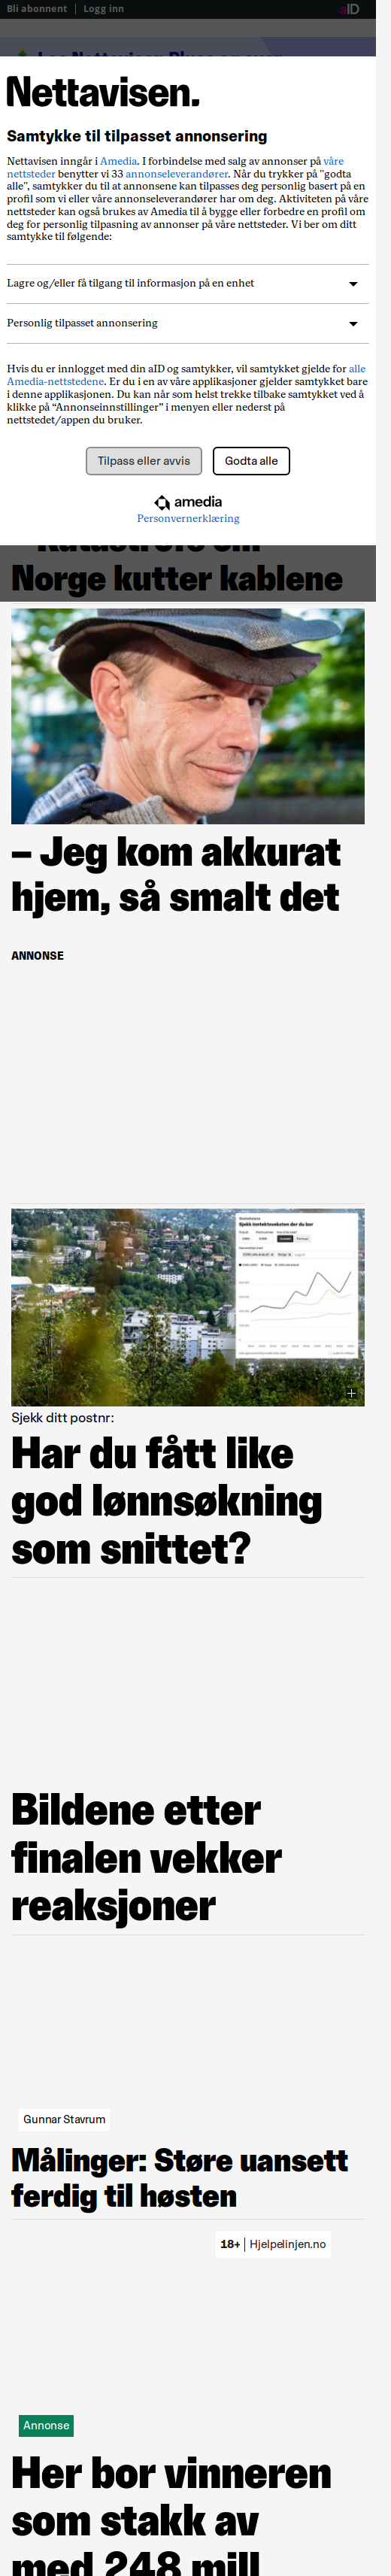 Bli abonnent | Logg inn
aID
Nettavisen.
Samtykke til tilpasset annonsering
Nettavisen inngår i Amedia. I forbindelse med salg av annonser på våre
nettsteder benytter vi 33 annonseleverandører. Når du trykker på "godta
alle", samtykker du til at annonsene kan tilpasses deg personlig basert på en
profil som vi eller våre annonseleverandører har om deg. Aktiviteten på våre
nettsteder kan også brukes av Amedia til å bygge eller forbedre en profil om
deg for personlig tilpasning av annonser på våre nettsteder. Vi ber om ditt
samtykke til følgende:
Lagre og/eller få tilgang til informasjon på en enhet
Personlig tilpasset annonsering
Hvis du er innlogget med din aID og samtykker, vil samtykket gjelde for alle
Amedia-nettstedene. Er du i en av våre applikasjoner gjelder samtykket bare
i denne applikasjonen. Du kan når som helst trekke tilbake samtykket ved å
klikke på “Annonseinnstillinger” i menyen eller nederst på
nettstedet/appen du bruker.
Tilpass eller avvis
Godta alle
amedia
Personvernerklæring
Norge kutter kablene
– Jeg kom akkurat
hjem, så smalt det
ANNONSE
Sjekk inntektsveksten der du bor
Sjekk ditt postnr:
Har du fått like
god lønnsøkning
som snittet?
Bildene etter
finalen vekker
reaksjoner
Gunnar Stavrum
Målinger: Støre uansett
ferdig til høsten
18+ | Hjelpelinjen.no
Annonse
Her bor vinneren
som stakk av
med 248 mill